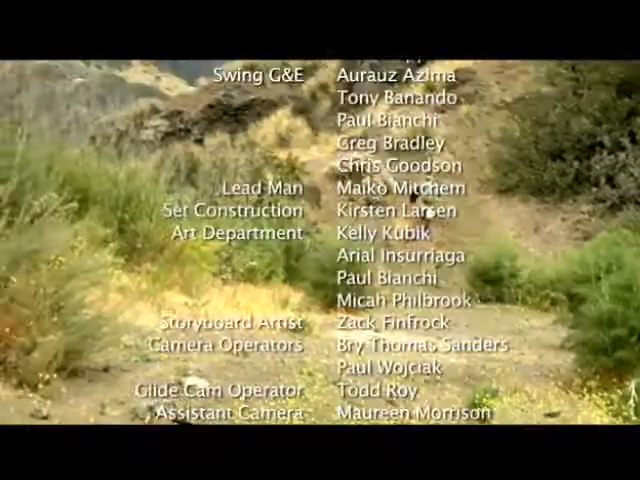 Swing G&E Aurauz Azima
Tony Banando
Paul Bianchi
Greg Bradley
Chris Goodson
Lead Man Maiko Mitchem
Set Construction Kirsten Larsen
Art Department Kelly Kubik
Arial Insurriaga
Paul Bianchi
Micah Philbrook
Storyboard Artist Zack Finfrock
Camera Operators Bry Thomas Sanders
Paul Wojciak
Glide Cam Operator Todd Roy
Assistant Camera Maureen Morrison